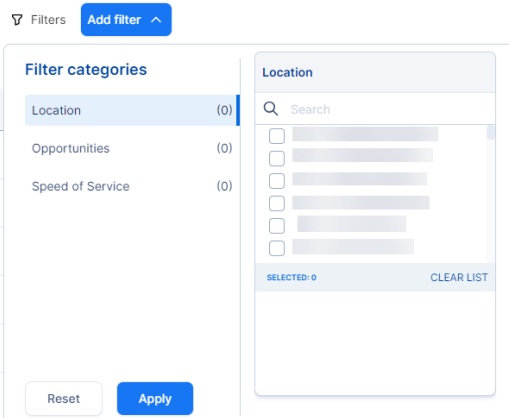 Filters
Add filter
Filter categories
Location (0)
Opportunities (0)
Speed of Service (0)
Reset
Apply
Location
Search
SELECTED: 0
CLEAR LIST